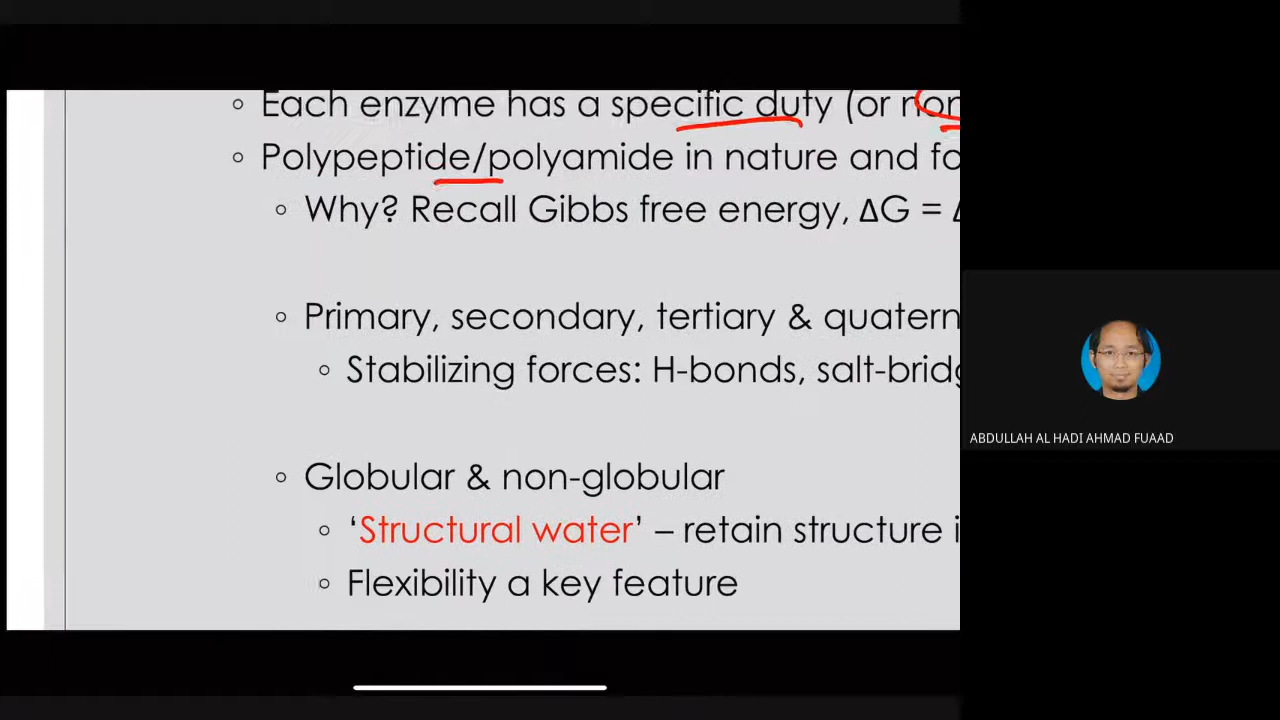 ◦ Each enzyme has a specific duty (or non
◦ Polypeptide/polyamide in nature and fo
◦ Why? Recall Gibbs free energy, ΔG =
◦ Primary, secondary, tertiary & quatern
◦ Stabilizing forces: H-bonds, salt-bridg
◦ Globular & non-globular
◦ ‘Structural water’ – retain structure i
◦ Flexibility a key feature
ABDULLAH AL HADI AHMAD FUAAD